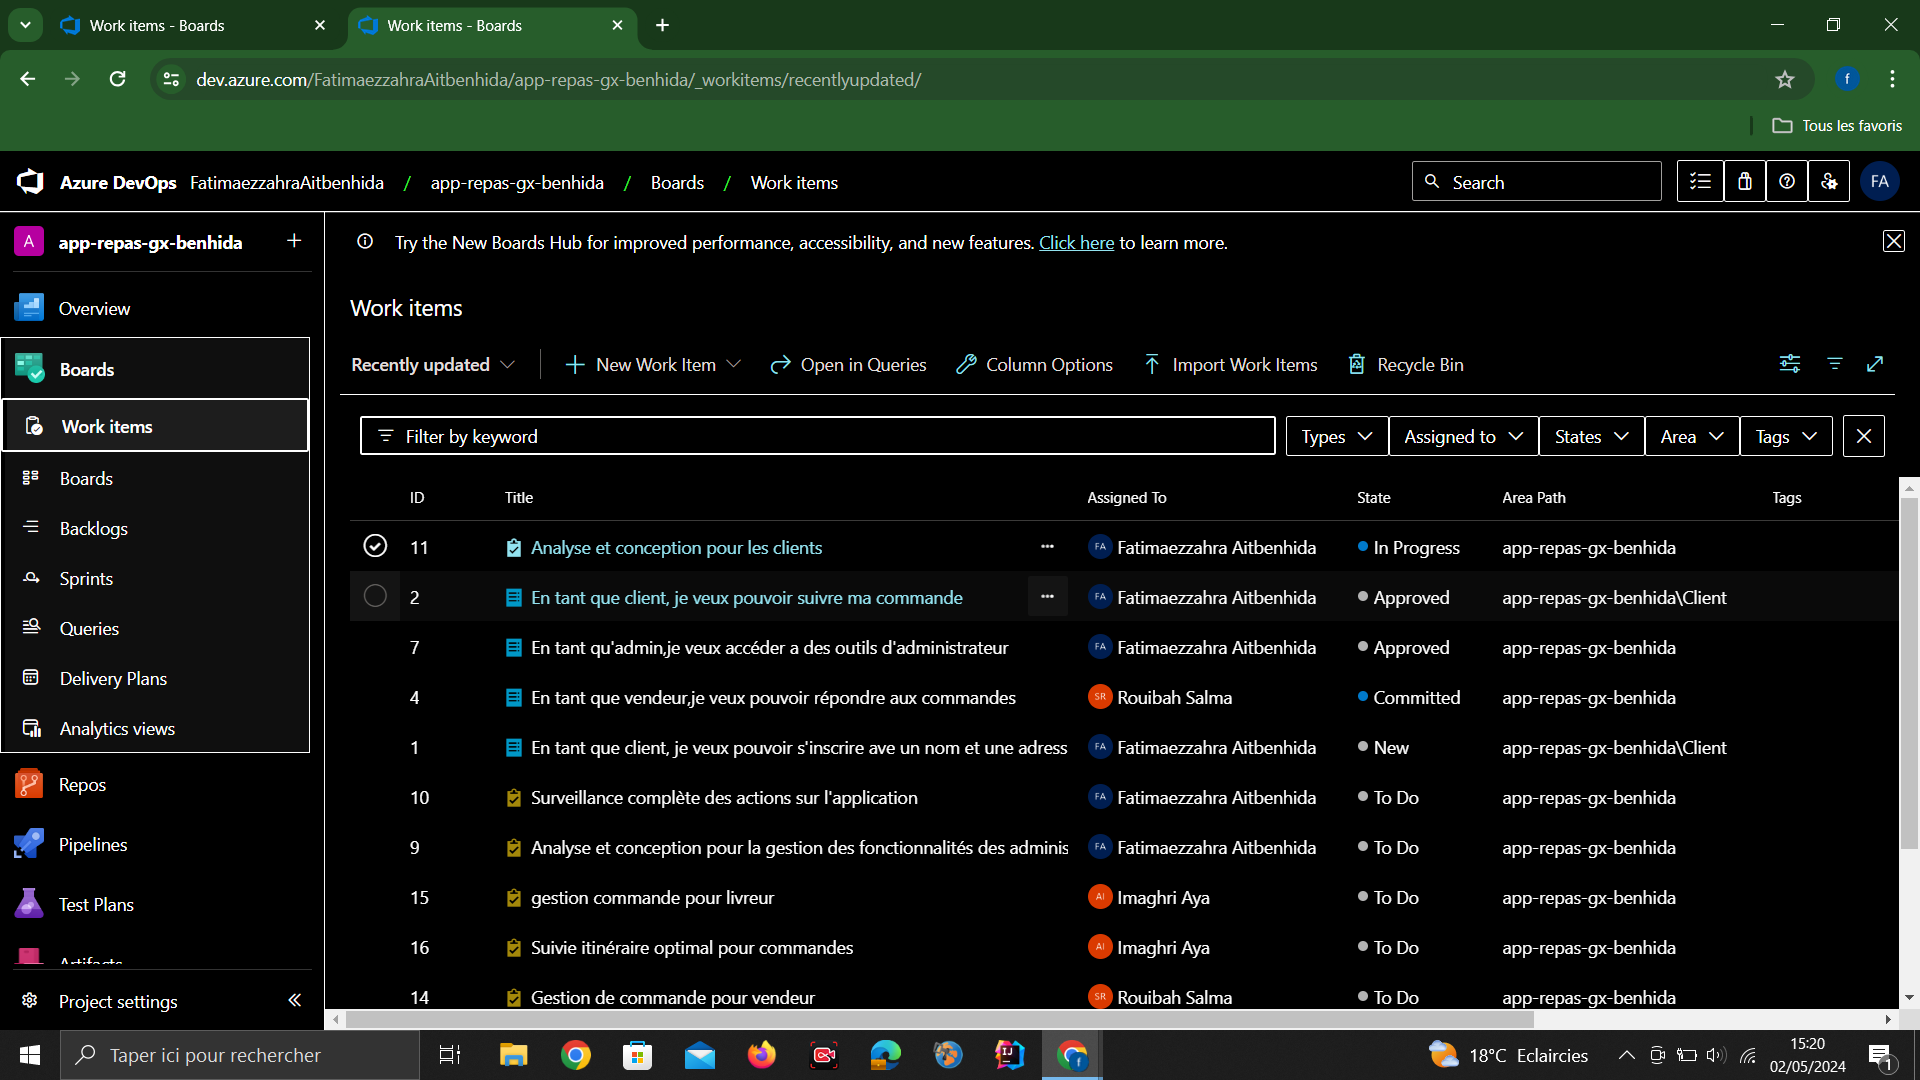 Work items - Boards
Work items - Boards
dev.azure.com/FatimaezzahraAitbenhida/app-repas-gx-benhida/_workitems/recentlyupdated/
f
Tous les favoris
Azure DevOps FatimaezzahraAitbenhida / app-repas-gx-benhida / Boards / Work items
Search
FA
A app-repas-gx-benhida
Overview
Boards
Work items
Boards
Backlogs
Sprints
Queries
Delivery Plans
Analytics views
Repos
Pipelines
Test Plans
Artifacts
Project settings
Try the New Boards Hub for improved performance, accessibility, and new features. Click here to learn more.
Work items
Recently updated New Work Item Open in Queries Column Options Import Work Items Recycle Bin
Filter by keyword Types Assigned to States Area Tags
ID Title Assigned To State Area Path Tags
11 Analyse et conception pour les clients FA Fatimaezzahra Aitbenhida In Progress app-repas-gx-benhida
2 En tant que client, je veux pouvoir suivre ma commande FA Fatimaezzahra Aitbenhida Approved app-repas-gx-benhida\Client
7 En tant qu'admin,je veux accéder a des outils d'administrateur FA Fatimaezzahra Aitbenhida Approved app-repas-gx-benhida
4 En tant que vendeur,je veux pouvoir répondre aux commandes SR Rouibah Salma Committed app-repas-gx-benhida
1 En tant que client, je veux pouvoir s'inscrire ave un nom et une adress FA Fatimaezzahra Aitbenhida New app-repas-gx-benhida\Client
10 Surveillance complète des actions sur l'application FA Fatimaezzahra Aitbenhida To Do app-repas-gx-benhida
9 Analyse et conception pour la gestion des fonctionnalités des adminis FA Fatimaezzahra Aitbenhida To Do app-repas-gx-benhida
15 gestion commande pour livreur AI Imaghri Aya To Do app-repas-gx-benhida
16 Suivie itinéraire optimal pour commandes AI Imaghri Aya To Do app-repas-gx-benhida
14 Gestion de commande pour vendeur SR Rouibah Salma To Do app-repas-gx-benhida
Taper ici pour rechercher
18°C Eclaircies
15:20
02/05/2024
1